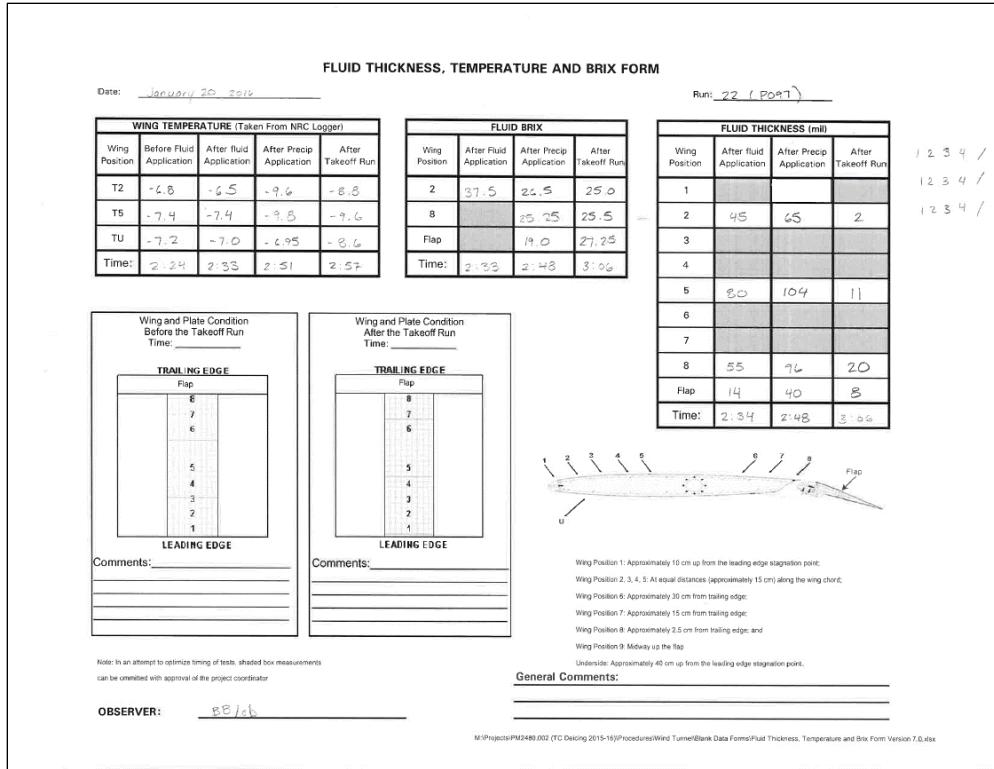 FLUID THICKNESS, TEMPERATURE AND BRIX FORM
Date: January 20 2016
Run: 22 (P097)
WING TEMPERATURE (Taken From NRC Logger)
Wing Position Before Fluid Application After fluid Application After Precip Application After Takeoff Run
T2 -6.8 -6.5 -9.6 -8.8
T5 -7.4 -7.4 -9.8 -9.6
TU -7.2 -7.0 -6.95 -8.6
Time: 2:24 2:33 2:51 2:57
FLUID BRIX
Wing Position After Fluid Application After Precip Application After Takeoff Run
2 37.5 26.5 25.0
8 25.25 25.5
Flap 19.0 27.25
Time: 2:33 2:48 3:06
FLUID THICKNESS (mil)
Wing Position After fluid Application After Precip Application After Takeoff Run
1
2 45 65 2
3
4
5 80 104 11
6
7
8 55 96 20
Flap 14 40 8
Time: 2:34 2:48 3:06
1 2 3 4 /
1 2 3 4 /
1 2 3 4 /
Wing and Plate Condition
Before the Takeoff Run
Time:
TRAILING EDGE
Flap
8
7
6
5
4
3
2
1
LEADING EDGE
Comments:
Wing and Plate Condition
After the Takeoff Run
Time:
TRAILING EDGE
Flap
8
7
6
5
4
3
2
1
LEADING EDGE
Comments:
1 2 3 4 5 6 7 8 Flap
U
Wing Position 1: Approximately 10 cm up from the leading edge stagnation point;
Wing Position 2, 3, 4, 5: At equal distances (approximately 15 cm) along the wing chord;
Wing Position 6: Approximately 30 cm from trailing edge;
Wing Position 7: Approximately 15 cm from trailing edge;
Wing Position 8: Approximately 2.5 cm from trailing edge; and
Wing Position 9: Midway up the flap
Underside: Approximately 40 cm up from the leading edge stagnation point.
Note: In an attempt to optimize timing of tests, shaded box measurements
can be ommitted with approval of the project coordinator
General Comments:
OBSERVER: BB/cb
M:\Projects\PM2480.002 (TC Deicing 2015-16)\Procedures\Wind Tunnel\Blank Data Forms\Fluid Thickness, Temperature and Brix Form Version 7.0.xlsx